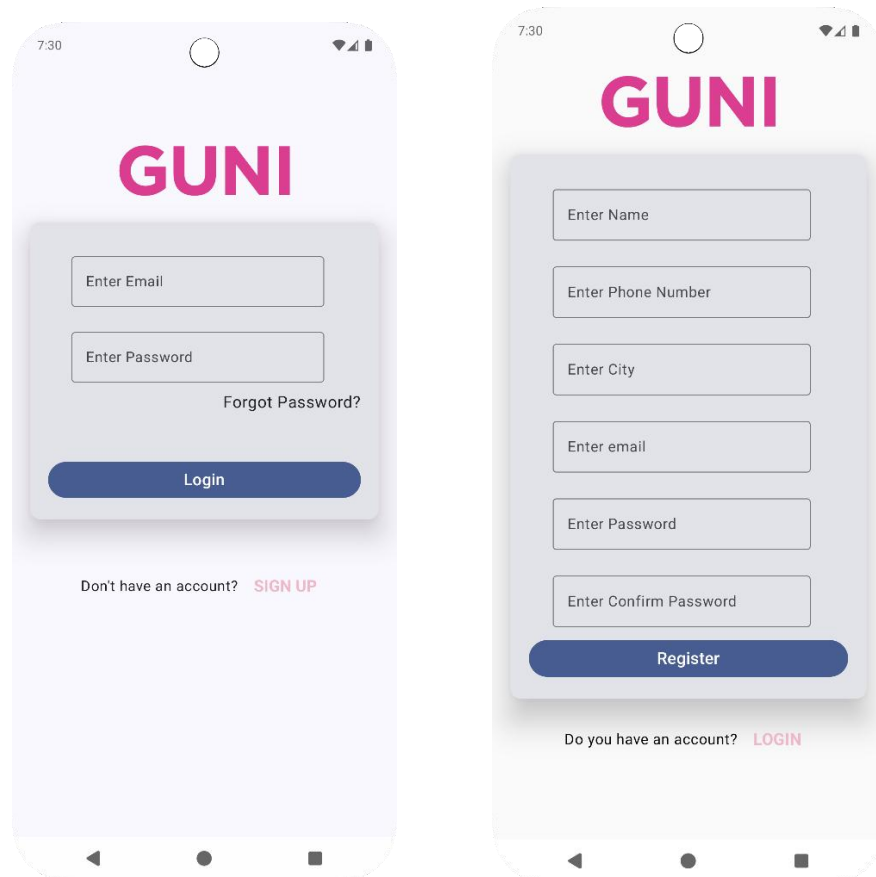 7:30
GUNI
Enter Email
Enter Password
Forgot Password?
Login
Don't have an account? SIGN UP
7:30
GUNI
Enter Name
Enter Phone Number
Enter City
Enter email
Enter Password
Enter Confirm Password
Register
Do you have an account? LOGIN